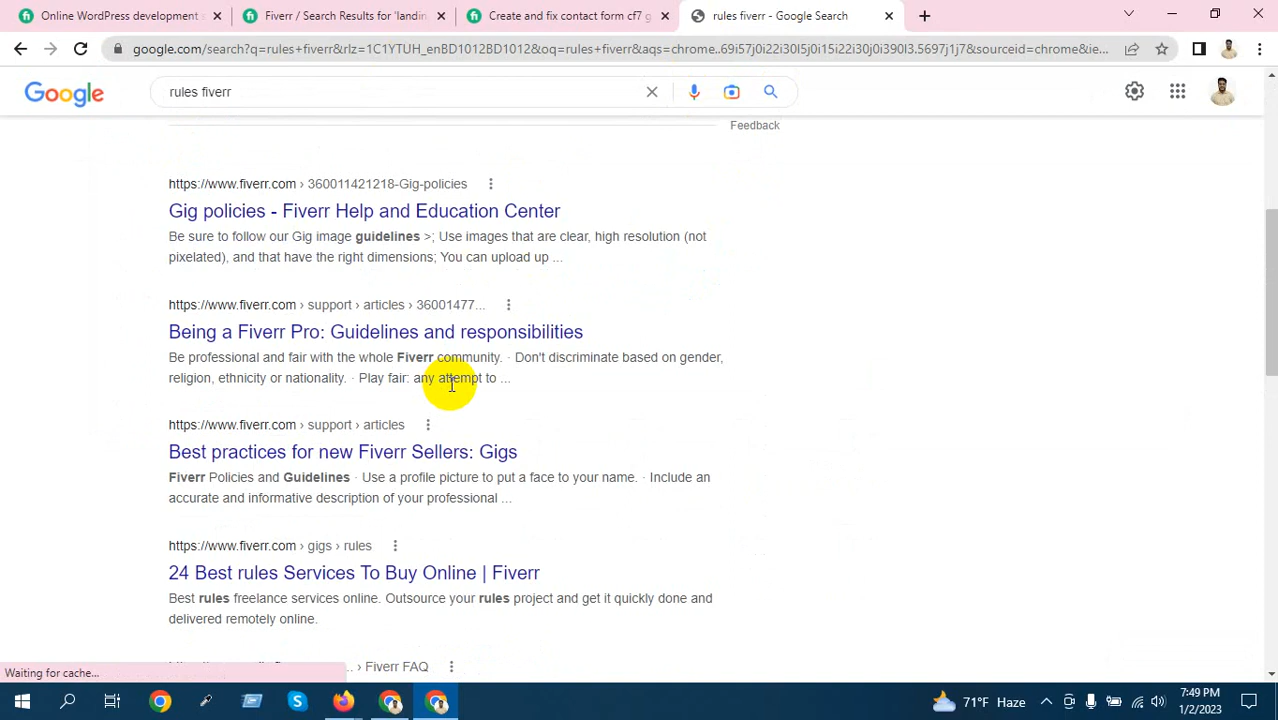 Online WordPress development s
Fiverr / Search Results for 'landin
Create and fix contact form cf7 g
rules fiverr - Google Search
google.com/search?q=rules+fiverr&rlz=1C1YTUH_enBD1012BD1012&oq=rules+fiverr&aqs=chrome..69i57j0i22i30l5j0i15i22i30j0i390l3.5697j1j7&sourceid=chrome&ie...
Google
rules fiverr
Feedback
https://www.fiverr.com › 360011421218-Gig-policies
Gig policies - Fiverr Help and Education Center
Be sure to follow our Gig image guidelines >; Use images that are clear, high resolution (not
pixelated), and that have the right dimensions; You can upload up ...
https://www.fiverr.com › support › articles › 36001477...
Being a Fiverr Pro: Guidelines and responsibilities
Be professional and fair with the whole Fiverr community. · Don't discriminate based on gender,
religion, ethnicity or nationality. · Play fair: any attempt to ...
https://www.fiverr.com › support › articles
Best practices for new Fiverr Sellers: Gigs
Fiverr Policies and Guidelines · Use a profile picture to put a face to your name. · Include an
accurate and informative description of your professional ...
https://www.fiverr.com › gigs › rules
24 Best rules Services To Buy Online | Fiverr
Best rules freelance services online. Outsource your rules project and get it quickly done and
delivered remotely online.
› Fiverr FAQ
Waiting for cache...
71°F Haze
7:49 PM
1/2/2023